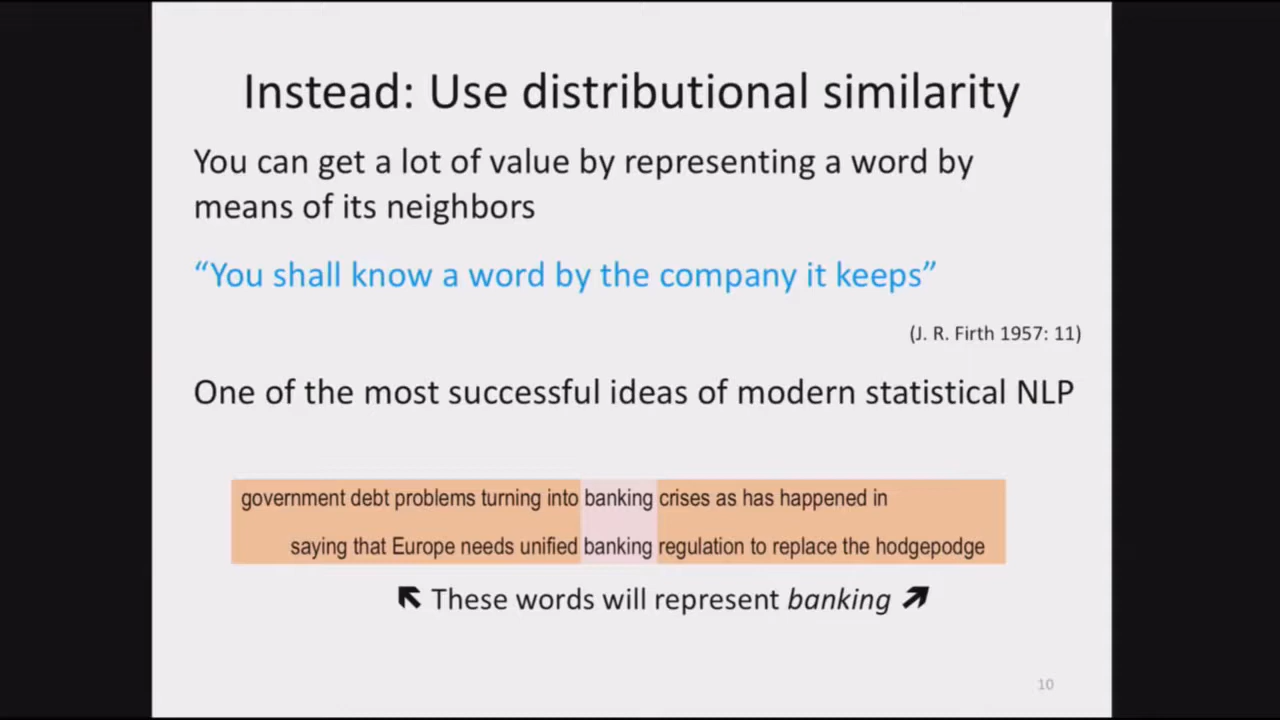 Instead: Use distributional similarity
You can get a lot of value by representing a word by
means of its neighbors
“You shall know a word by the company it keeps”
(J. R. Firth 1957: 11)
One of the most successful ideas of modern statistical NLP
government debt problems turning into banking crises as has happened in
saying that Europe needs unified banking regulation to replace the hodgepodge
↖ These words will represent banking ↗
10